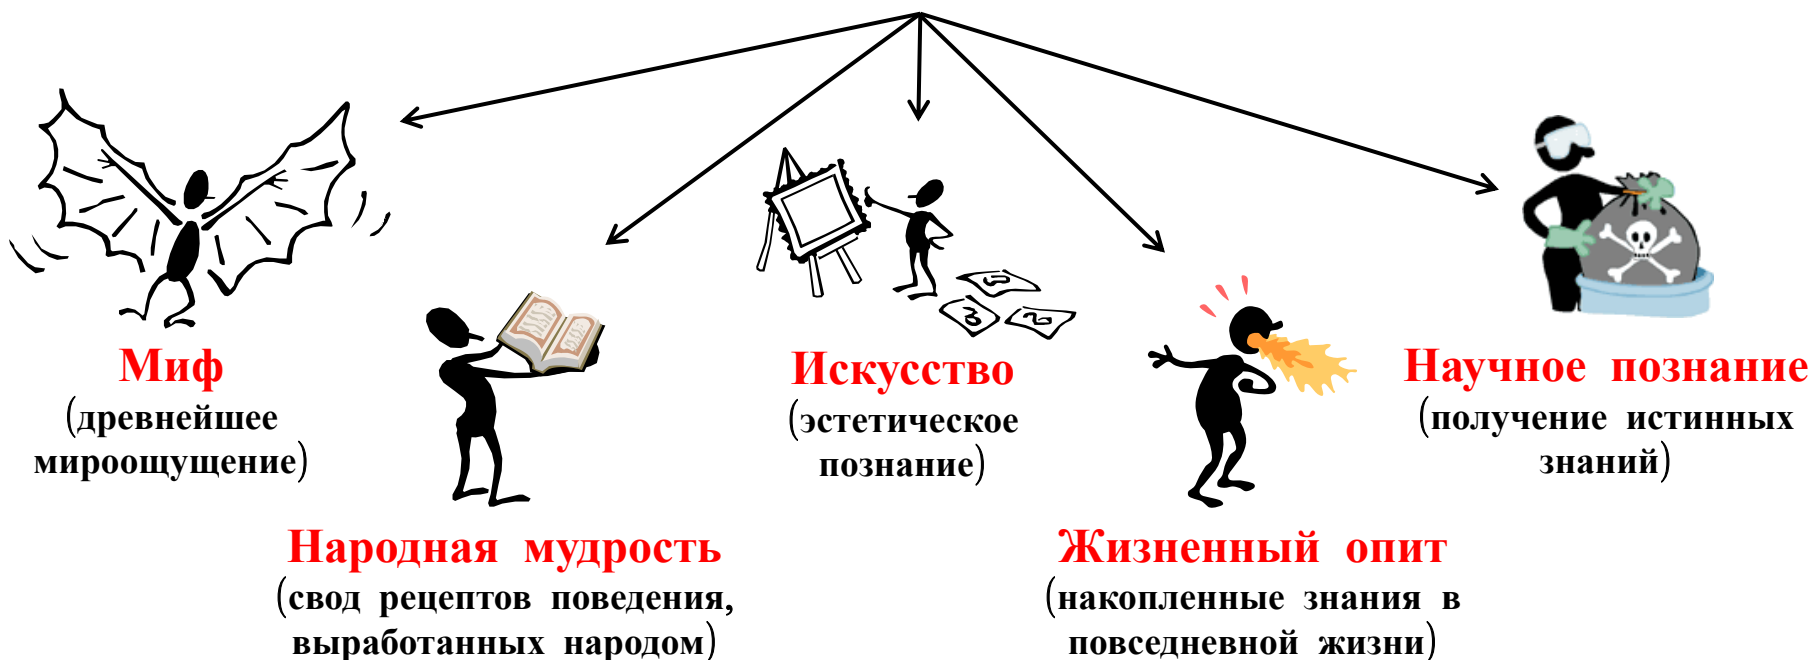 Миф
(древнейшее
мироощущение)
Народная мудрость
(свод рецептов поведения,
выработанных народом)
Искусство
(эстетическое
познание)
Жизненный опит
(накопленные знания в
повседневной жизни)
Научное познание
(получение истинных
знаний)